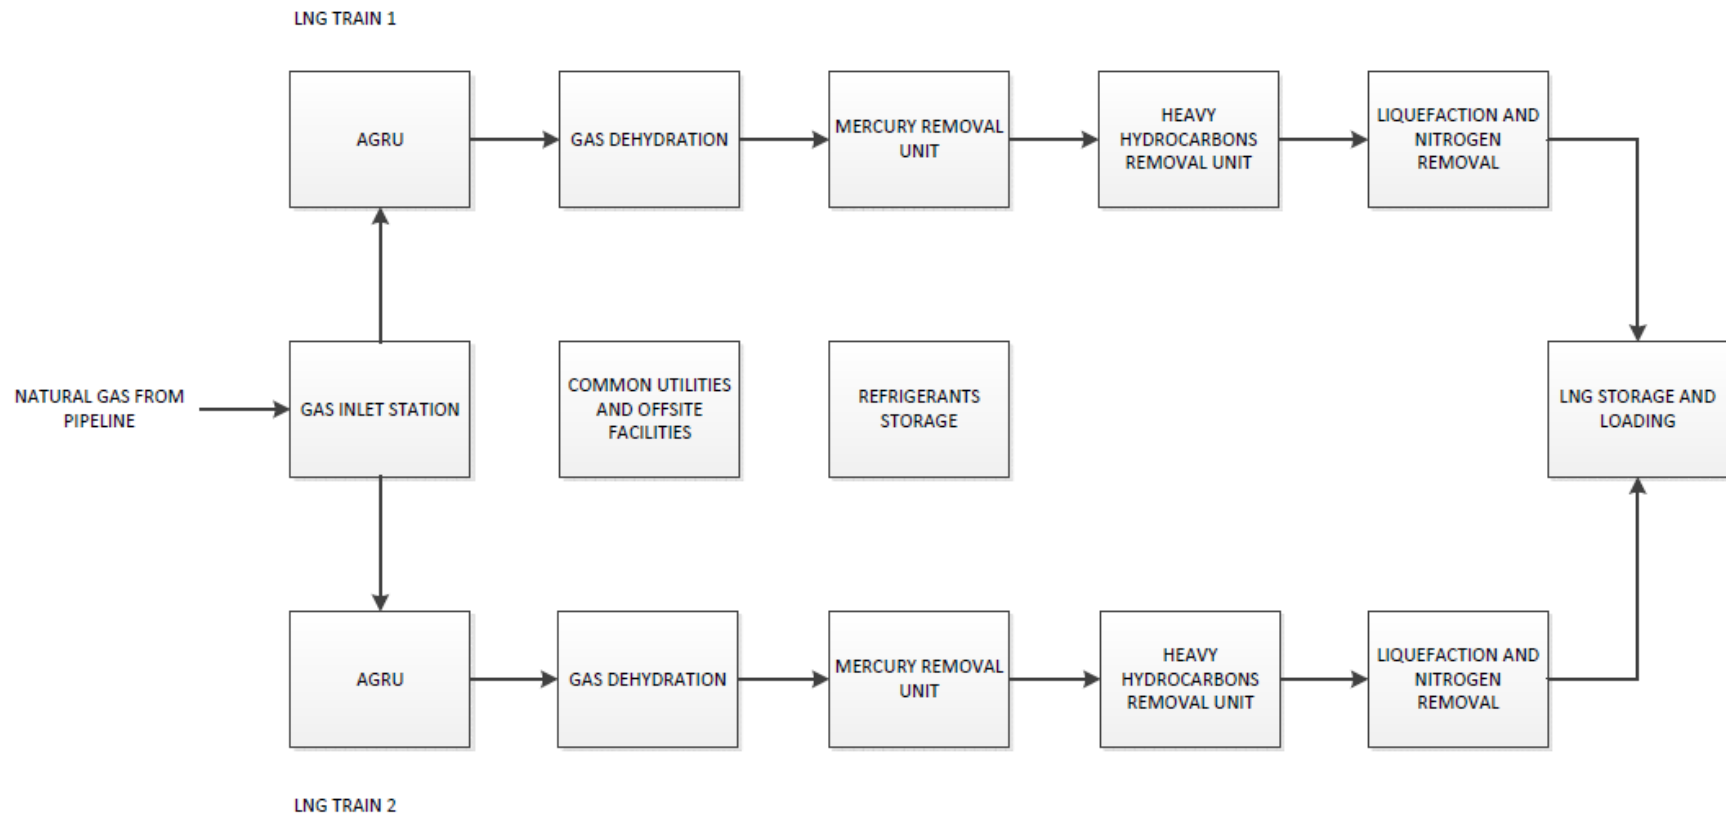 LNG TRAIN 1
AGRU
GAS DEHYDRATION
MERCURY REMOVAL
UNIT
HEAVY
HYDROCARBONS
REMOVAL UNIT
LIQUEFACTION AND
NITROGEN
REMOVAL
NATURAL GAS FROM
PIPELINE
GAS INLET STATION
COMMON UTILITIES
AND OFFSITE
FACILITIES
REFRIGERANTS
STORAGE
LNG STORAGE AND
LOADING
AGRU
GAS DEHYDRATION
MERCURY REMOVAL
UNIT
HEAVY
HYDROCARBONS
REMOVAL UNIT
LIQUEFACTION AND
NITROGEN
REMOVAL
LNG TRAIN 2